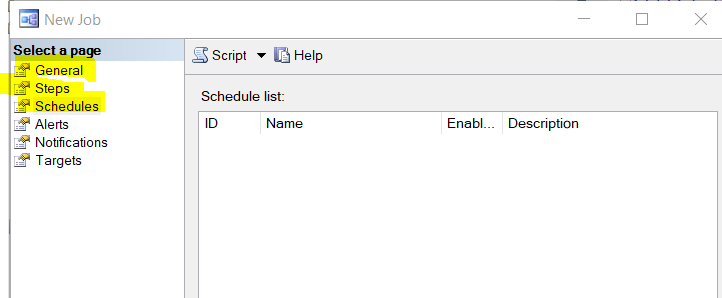 New Job
Select a page
General
Steps
Schedules
Alerts
Notifications
Targets
Script Help
Schedule list:
ID Name Enabl... Description